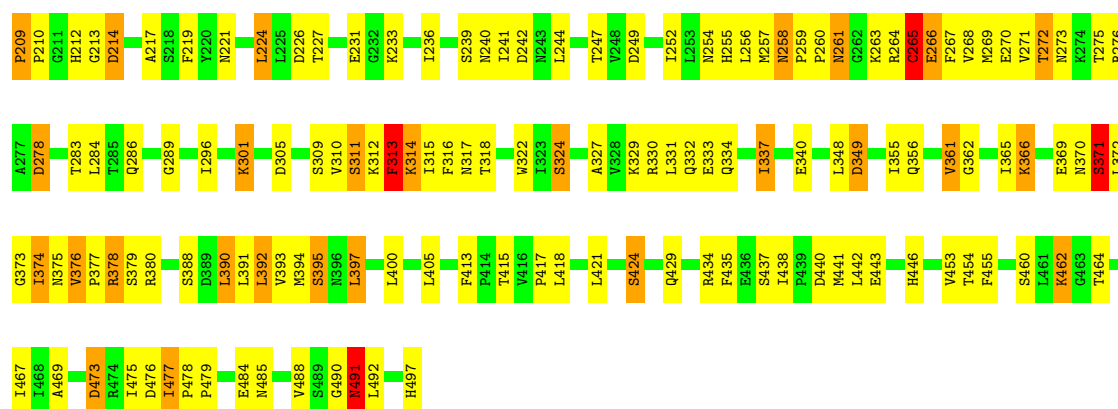 P209 P210 G211 H212 G213 D214 A217 S218 F219 Y220 N221 L224 L225 D226 T227 E231 G232 K233 I236 S239 N240 I241 D242 N243 L244 T247 V248 D249 I252 L253 N254 H255 L256 M257 N258 P259 P260 N261 G262 K263 R264 C265 E266 F267 V268 M269 E270 V271 T272 N273 K274 T275
A277 D278 T283 L284 T285 Q286 G289 I296 K301 D305 S309 V310 S311 K312 F313 K314 I315 F316 N317 T318 W322 I323 S324 A327 V328 K329 R330 L331 Q332 E333 Q334 I337 E340 L348 D349 I355 Q356 V361 G362 I365 K366 E369 N370 S371 L372
G373 I374 N375 V376 P377 R378 S379 R380 S388 D389 L390 L391 L392 V393 M394 S395 N396 L397 L400 L405 F413 P414 T415 V416 P417 L418 L421 S424 Q429 R434 F435 E436 S437 I438 P439 D440 M441 L442 E443 H446 V453 T454 F455 S460 L461 K462 G463 T464
I467 I468 A469 D473 R474 I475 D476 I477 P478 P479 E484 N485 V488 S489 G490 N491 L492 H497